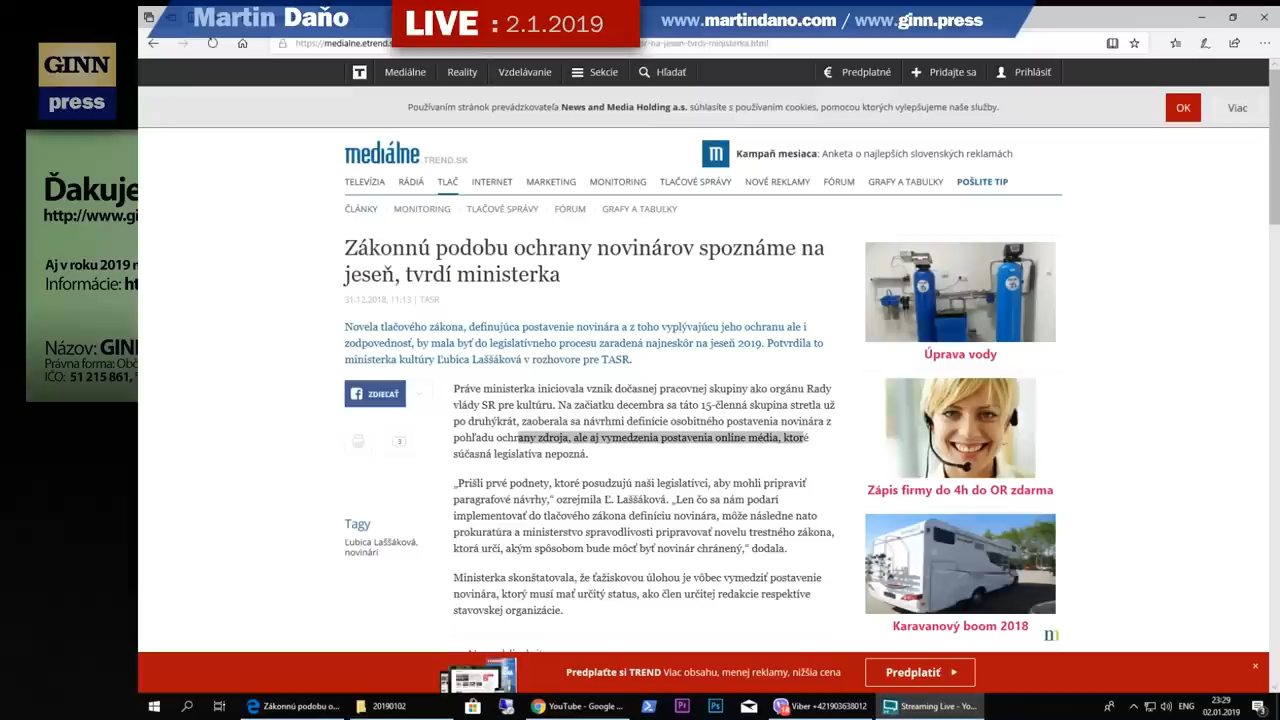 Martin Daňo
LIVE : 2.1.2019
www.martindano.com / www.ginn.press
GINN
press
Ďakuje
http://www.gi
Aj v roku 2019 n
Informácie: ht
Názov: GINN
Právna forma: Obč
IČO: 51 215 861,
T Mediálne Reality Vzdelávanie Sekcie Hľadať € Predplatné Pridajte sa Prihlásiť
Používaním stránok prevádzkovateľa News and Media Holding a.s. súhlasíte s používaním cookies, pomocou ktorých vylepšujeme naše služby.
OK Viac
mediálne TREND.SK
m Kampaň mesiaca: Anketa o najlepších slovenských reklamách
TELEVÍZIA RÁDIÁ TLAČ INTERNET MARKETING MONITORING TLAČOVÉ SPRÁVY NOVÉ REKLAMY FÓRUM GRAFY A TABUĽKY POŠLITE TIP
ČLÁNKY MONITORING TLAČOVÉ SPRÁVY FÓRUM GRAFY A TABUĽKY
Zákonnú podobu ochrany novinárov spoznáme na
jeseň, tvrdí ministerka
31.12.2018, 11:13 | TASR
Novela tlačového zákona, definujúca postavenie novinára a z toho vyplývajúcu jeho ochranu ale i
zodpovednosť, by mala byť do legislatívneho procesu zaradená najneskôr na jeseň 2019. Potvrdila to
ministerka kultúry Ľubica Laššáková v rozhovore pre TASR.
ZDIEĽAŤ
3
Práve ministerka iniciovala vznik dočasnej pracovnej skupiny ako orgánu Rady
vlády SR pre kultúru. Na začiatku decembra sa táto 15-členná skupina stretla už
po druhýkrát, zaoberala sa návrhmi definície osobitného postavenia novinára z
pohľadu ochrany zdroja, ale aj vymedzenia postavenia online média, ktoré
súčasná legislatíva nepozná.
„Prišli prvé podnety, ktoré posudzujú naši legislatívci, aby mohli pripraviť
paragrafové návrhy,“ ozrejmila Ľ. Laššáková. „Len čo sa nám podarí
implementovať do tlačového zákona definíciu novinára, môže následne nato
prokuratúra a ministerstvo spravodlivosti pripravovať novelu trestného zákona,
ktorá určí, akým spôsobom bude môcť byť novinár chránený,“ dodala.
Tagy
Ľubica Laššáková,
novinári
Ministerka skonštatovala, že ťažiskovou úlohou je vôbec vymedziť postavenie
novinára, ktorý musí mať určitý status, ako člen určitej redakcie respektíve
stavovskej organizácie.
Úprava vody
Zápis firmy do 4h do OR zdarma
Karavanový boom 2018
Predplaťte si TREND Viac obsahu, menej reklamy, nižšia cena
Predplatiť
Zákonnú podobu o... 20190102 YouTube - Google ... Viber +421903638012 Streaming Live - Yo...
ENG 23:29
02.01.2019